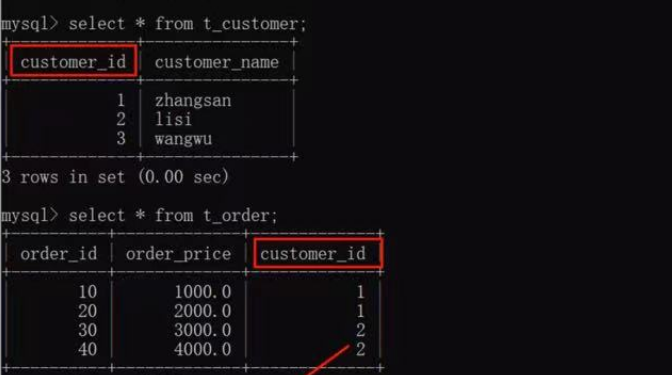 mysql> select * from t_customer;
customer_id | customer_name
1 | zhangsan
2 | lisi
3 | wangwu
3 rows in set (0.00 sec)
mysql> select * from t_order;
order_id | order_price | customer_id
10 | 1000.0 | 1
20 | 2000.0 | 1
30 | 3000.0 | 2
40 | 4000.0 | 2